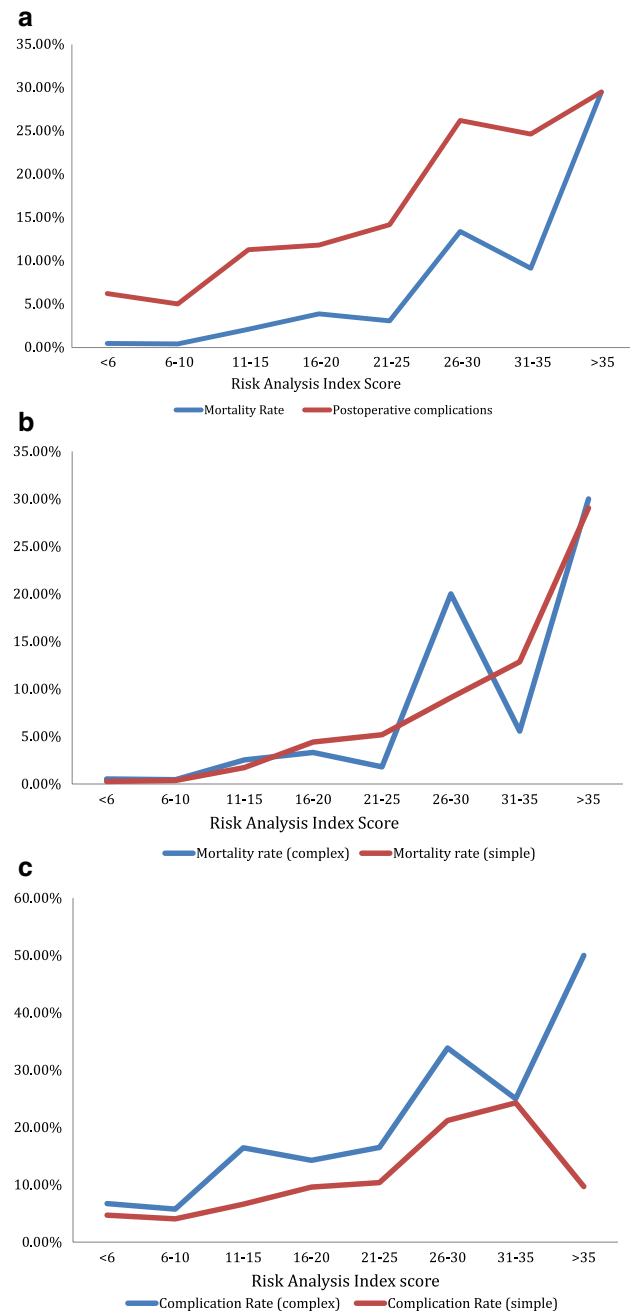 a
35.00%
30.00%
25.00%
20.00%
15.00%
10.00%
5.00%
0.00%
<6 6-10 11-15 16-20 21-25 26-30 31-35 >35
Risk Analysis Index Score
Mortality Rate Postoperative complications
b
35.00%
30.00%
25.00%
20.00%
15.00%
10.00%
5.00%
0.00%
<6 6-10 11-15 16-20 21-25 26-30 31-35 >35
Risk Analysis Index Score
Mortality rate (complex) Mortality rate (simple)
c
60.00%
50.00%
40.00%
30.00%
20.00%
10.00%
0.00%
<6 6-10 11-15 16-20 21-25 26-30 31-35 >35
Risk Analysis Index score
Complication Rate (complex) Complication Rate (simple)